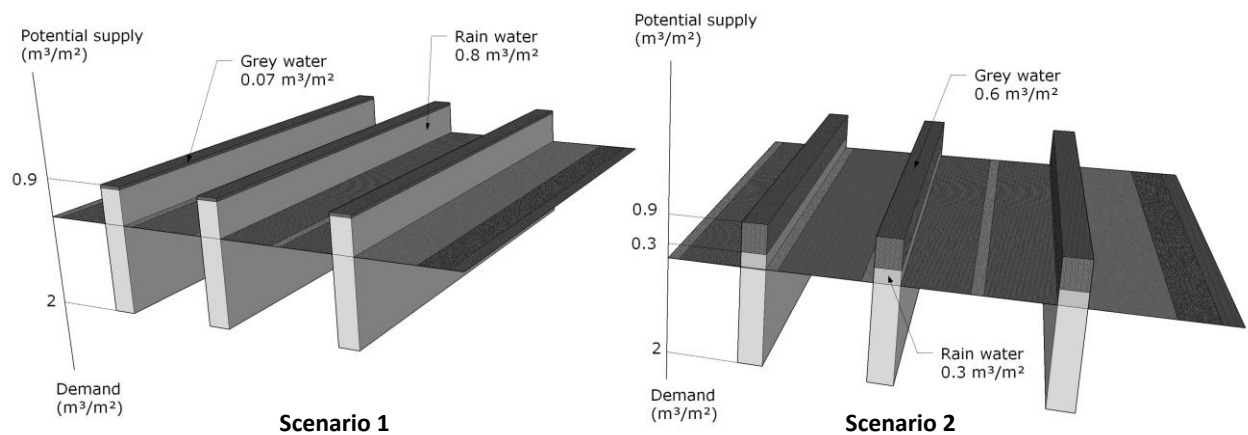 Potential supply
(m³/m²)
Grey water
0.07 m³/m²
Rain water
0.8 m³/m²
0.9
2
Demand
(m³/m²)
Scenario 1
Potential supply
(m³/m²)
Grey water
0.6 m³/m²
0.9
0.3
2
Rain water
0.3 m³/m²
Demand
(m³/m²)
Scenario 2